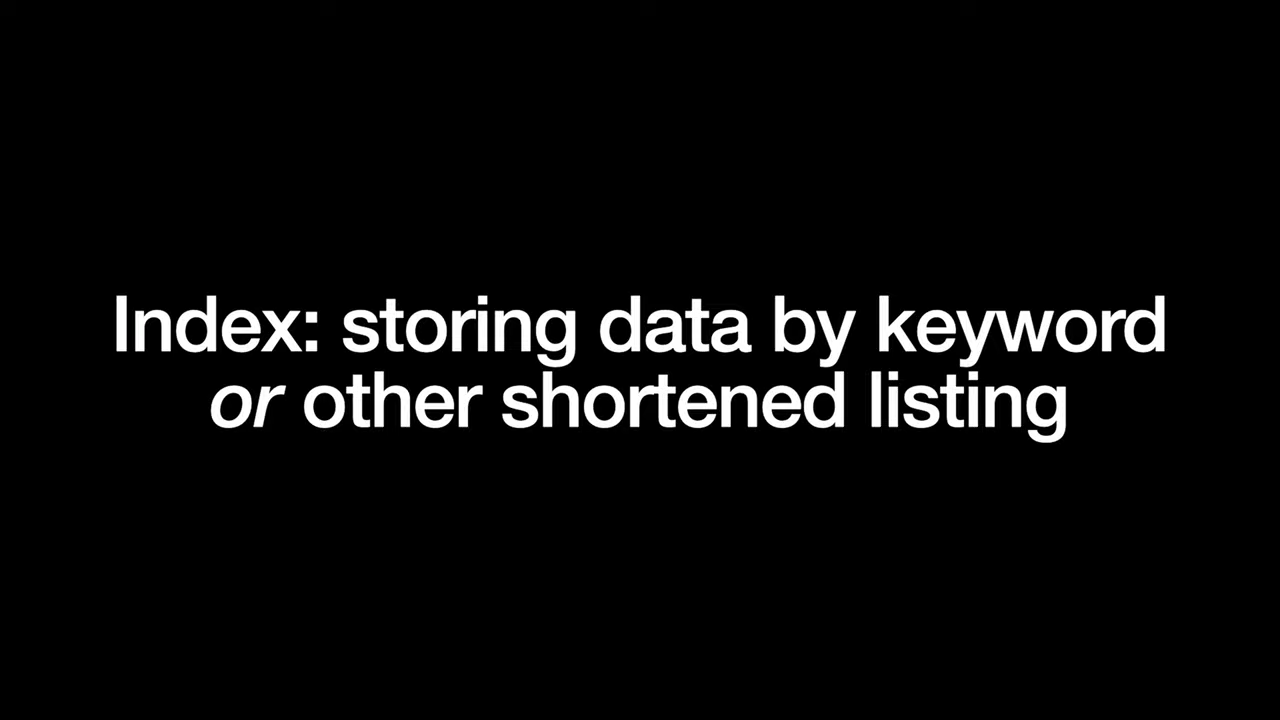 Index: storing data by keyword
or other shortened listing